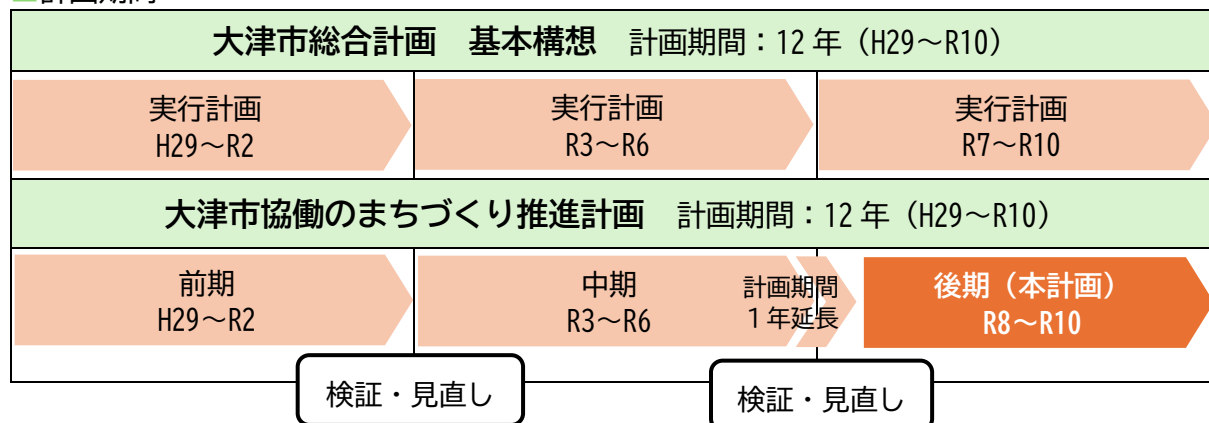 大津市総合計画　基本構想　計画期間：12年（H29～R10）
実行計画
H29～R2
実行計画
R3～R6
実行計画
R7～R10
大津市協働のまちづくり推進計画　計画期間：12年（H29～R10）
前期
H29～R2
中期
R3～R6
計画期間
１年延長
後期（本計画）
R8～R10
検証・見直し
検証・見直し